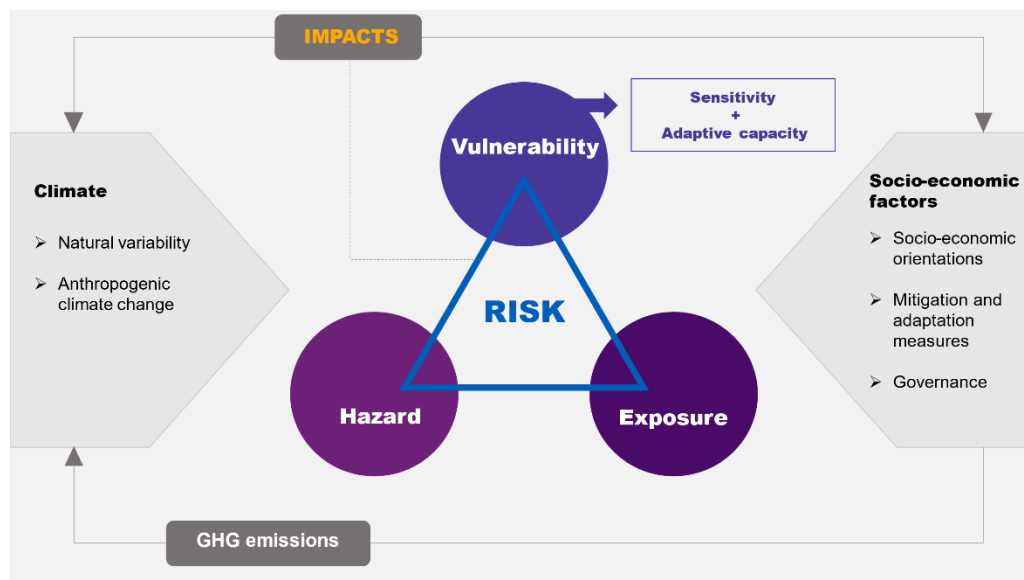 IMPACTS
Vulnerability
Sensitivity
+
Adaptive capacity
Climate
Natural variability
Anthropogenic
climate change
Socio-economic
factors
Socio-economic
orientations
Mitigation and
adaptation
measures
Governance
RISK
Hazard
Exposure
GHG emissions